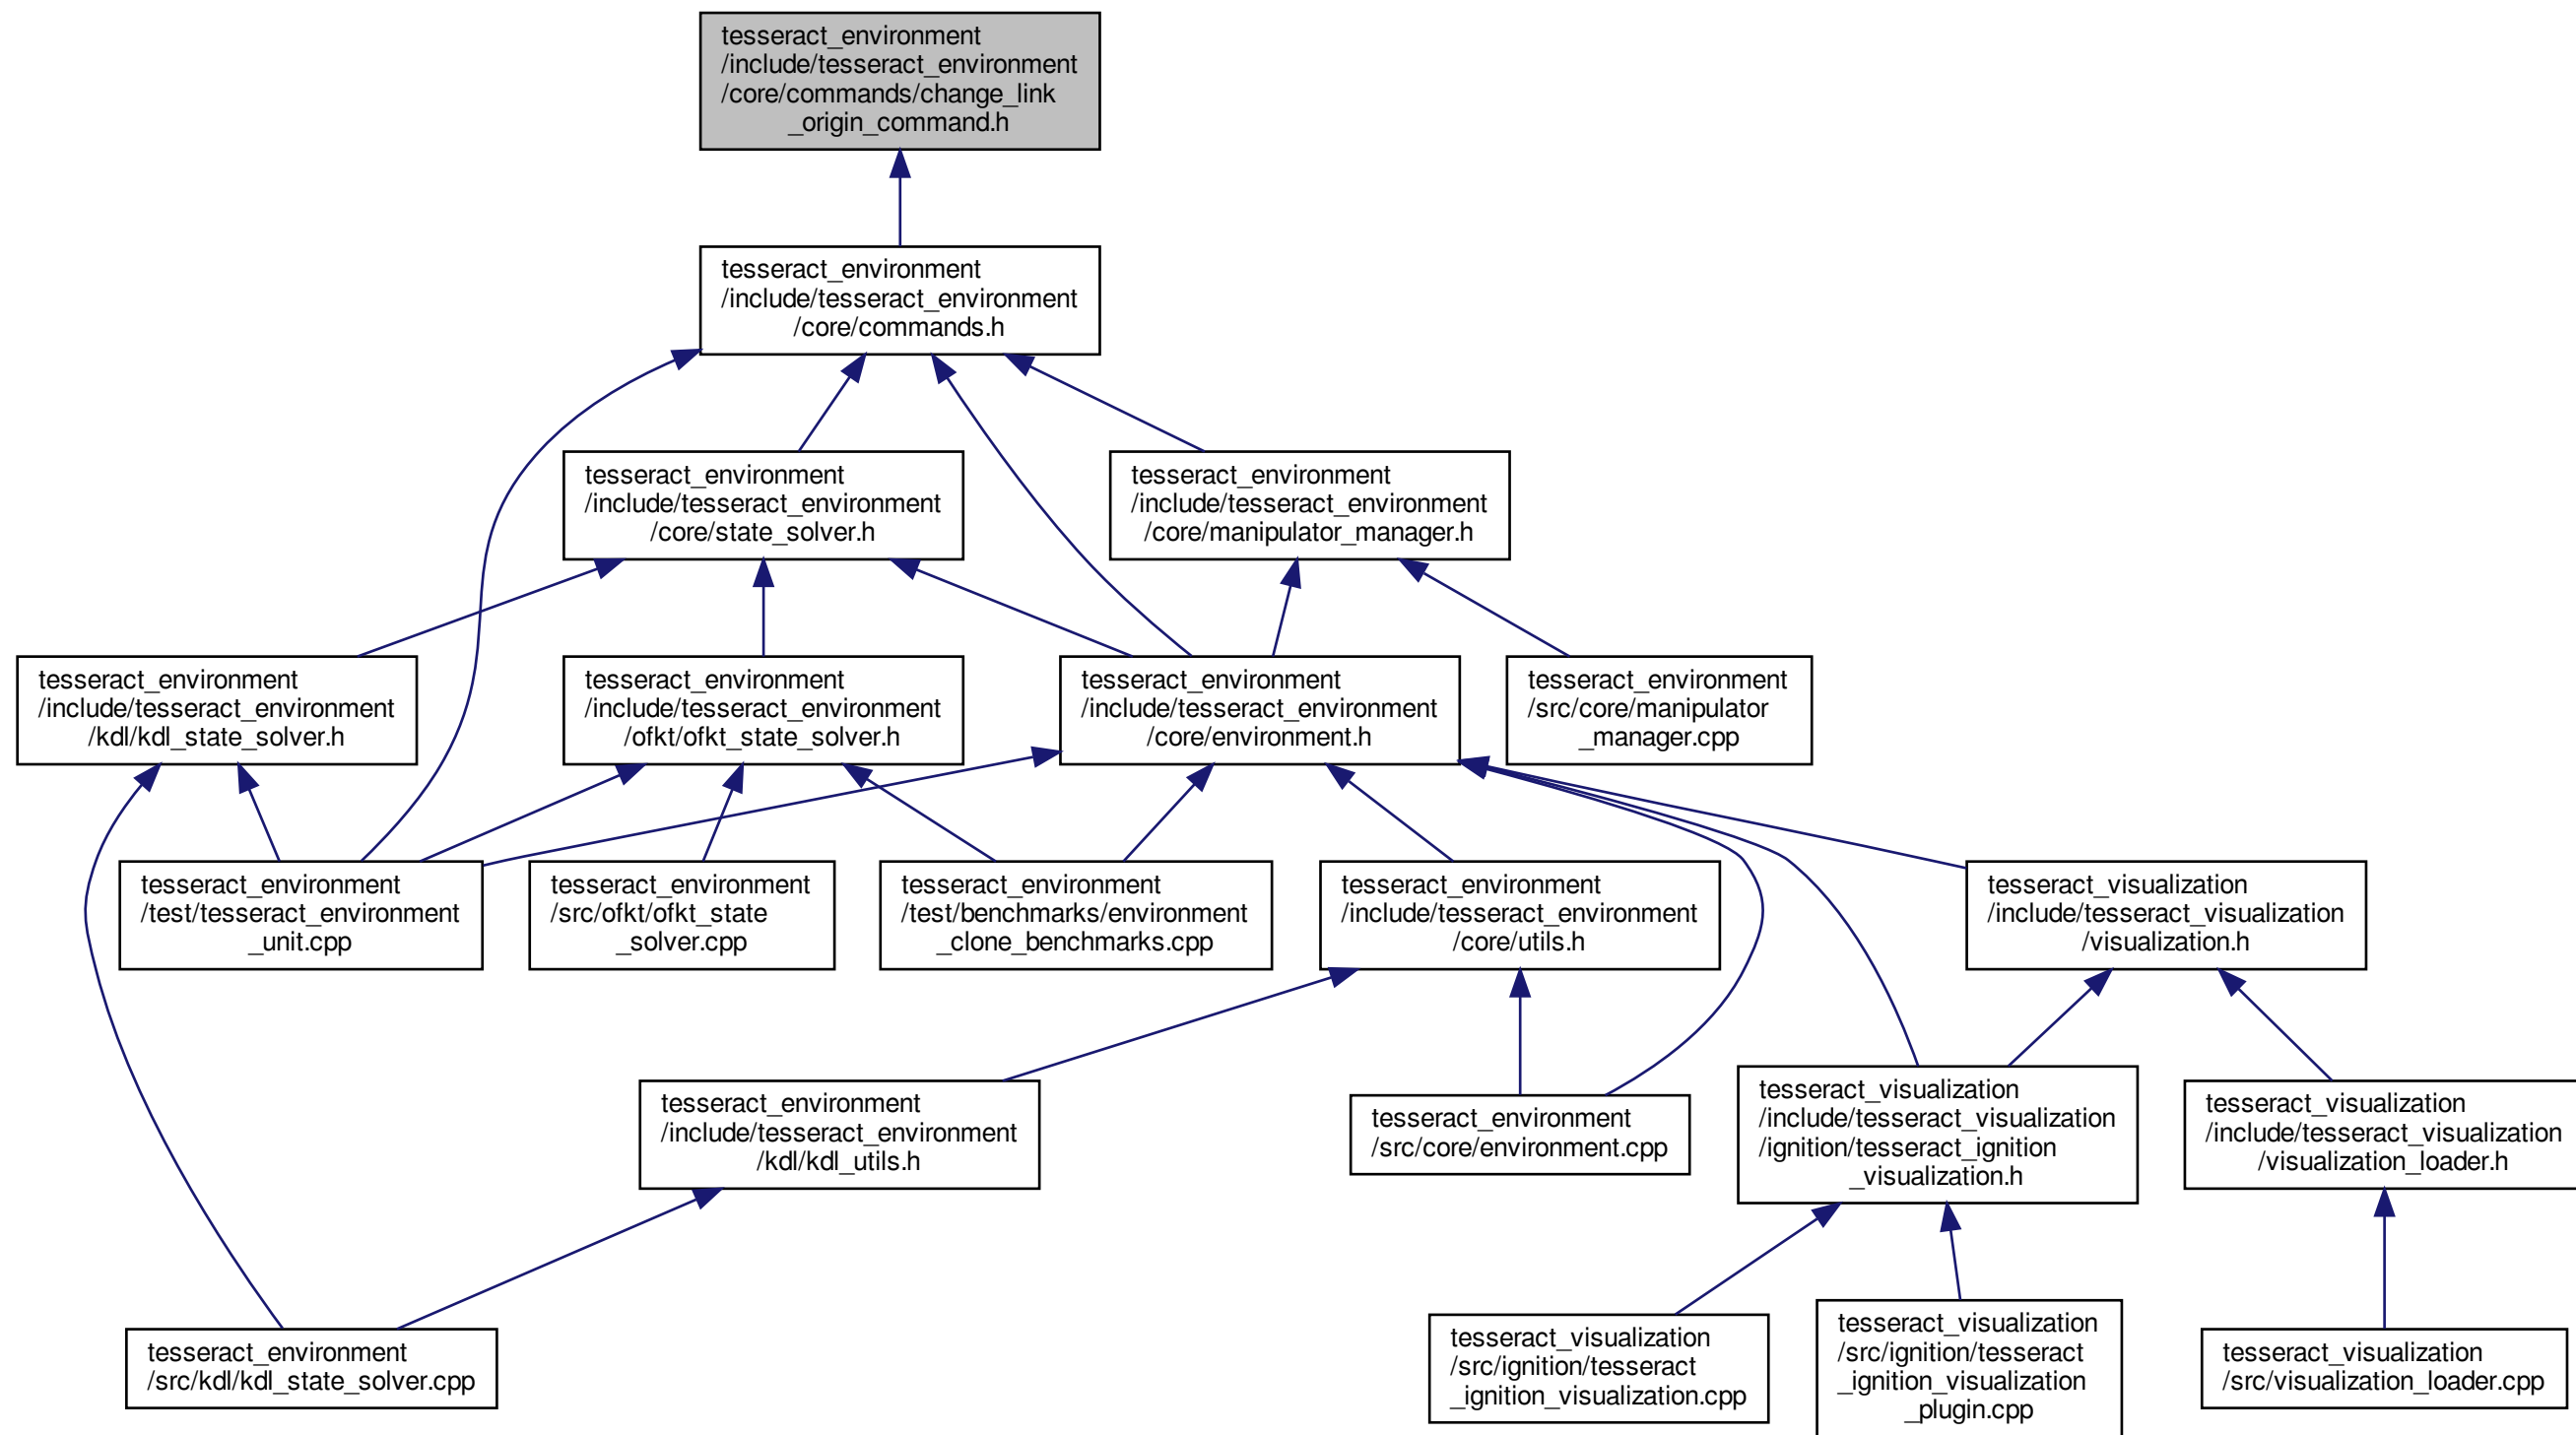 tesseract_environment
/include/tesseract_environment
/core/commands/change_link
_origin_command.h
tesseract_environment
/include/tesseract_environment
/core/commands.h
tesseract_environment
/include/tesseract_environment
/core/state_solver.h
tesseract_environment
/include/tesseract_environment
/core/manipulator_manager.h
tesseract_environment
/include/tesseract_environment
/kdl/kdl_state_solver.h
tesseract_environment
/include/tesseract_environment
/ofkt/ofkt_state_solver.h
tesseract_environment
/include/tesseract_environment
/core/environment.h
tesseract_environment
/src/core/manipulator
_manager.cpp
tesseract_environment
/test/tesseract_environment
_unit.cpp
tesseract_environment
/src/ofkt/ofkt_state
_solver.cpp
tesseract_environment
/test/benchmarks/environment
_clone_benchmarks.cpp
tesseract_environment
/include/tesseract_environment
/core/utils.h
tesseract_visualization
/include/tesseract_visualization
/visualization.h
tesseract_environment
/include/tesseract_environment
/kdl/kdl_utils.h
tesseract_environment
/src/core/environment.cpp
tesseract_visualization
/include/tesseract_visualization
/ignition/tesseract_ignition
_visualization.h
tesseract_visualization
/include/tesseract_visualization
/visualization_loader.h
tesseract_environment
/src/kdl/kdl_state_solver.cpp
tesseract_visualization
/src/ignition/tesseract
_ignition_visualization.cpp
tesseract_visualization
/src/ignition/tesseract
_ignition_visualization
_plugin.cpp
tesseract_visualization
/src/visualization_loader.cpp